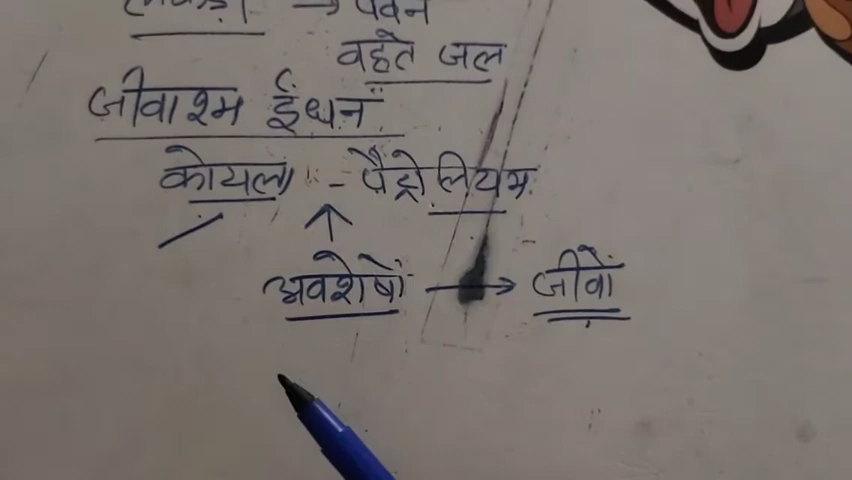 → पवन
बहते जल
जीवाश्म ईंधन
कोयला - पैट्रोलियम
↑
अवशेषों → जीवों